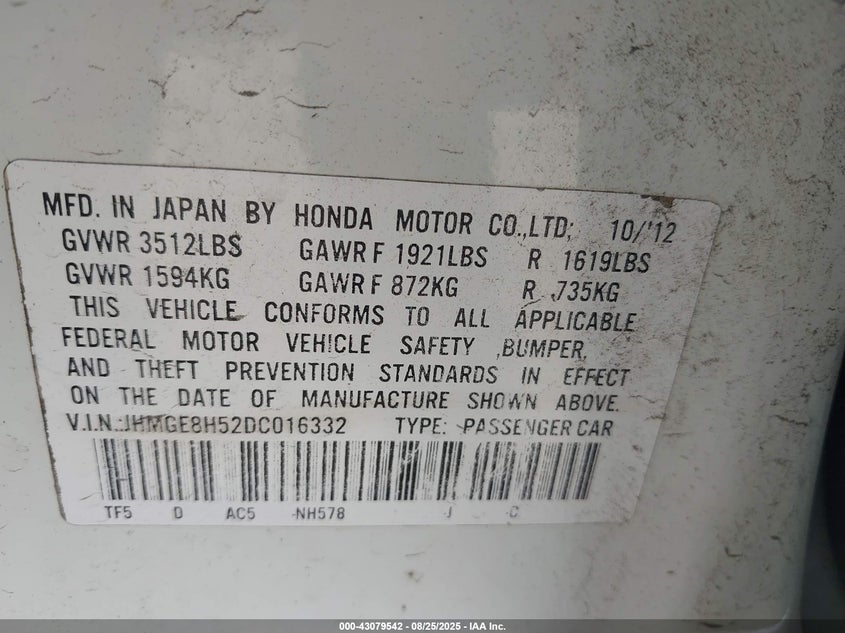 MFD. IN JAPAN BY HONDA MOTOR CO.,LTD; 10/'12
GVWR 3512LBS GAWR F 1921LBS R 1619LBS
GVWR 1594KG GAWR F 872KG R 735KG
THIS VEHICLE CONFORMS TO ALL APPLICABLE
FEDERAL MOTOR VEHICLE SAFETY ,BUMPER,
AND THEFT PREVENTION STANDARDS IN EFFECT
ON THE DATE OF MANUFACTURE SHOWN ABOVE.
V.I.N.:JHMGE8H52DC016332 TYPE: PASSENGER CAR
TF5 D AC5 -NH578 -J -C
000-43079542 - 08/25/2025 - IAA Inc.